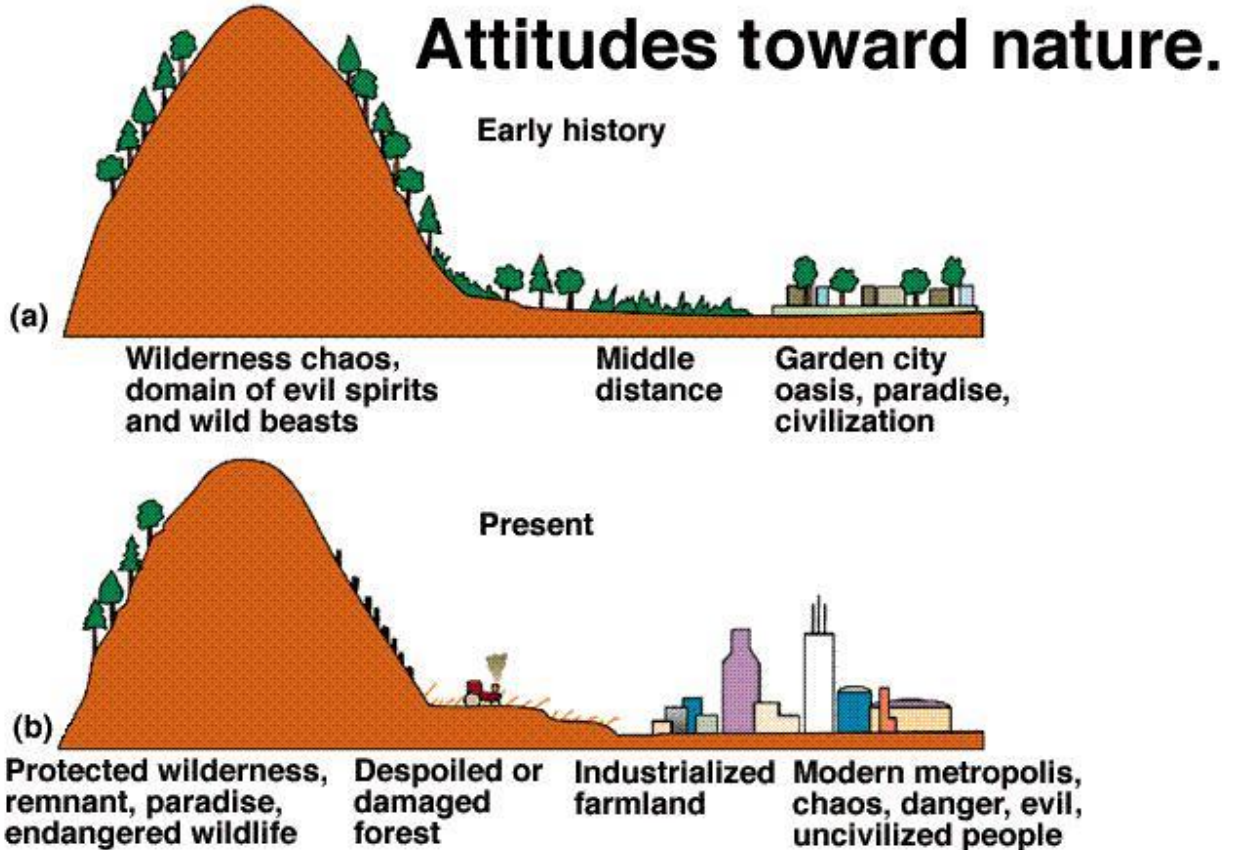 Attitudes toward nature.
Early history
(a)
Wilderness chaos,
domain of evil spirits
and wild beasts
Middle
distance
Garden city
oasis, paradise,
civilization
Present
(b)
Protected wilderness,
remnant, paradise,
endangered wildlife
Despoiled or
damaged
forest
Industrialized
farmland
Modern metropolis,
chaos, danger, evil,
uncivilized people